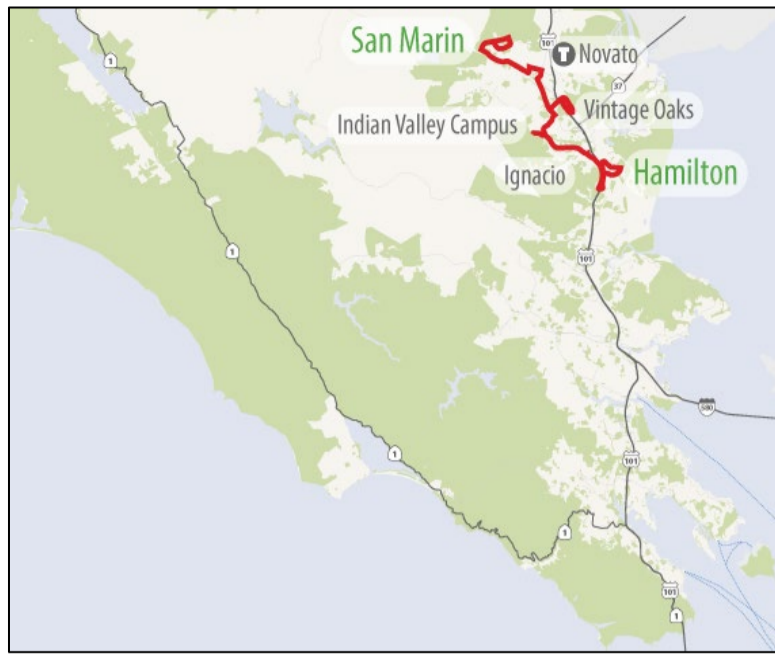 1
101
San Marin
T Novato
37
Vintage Oaks
Indian Valley Campus
Ignacio
Hamilton
1
101
580
1
101
1
101
1